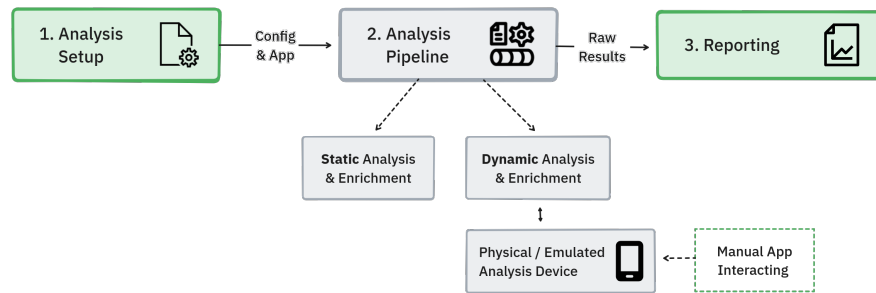 1. Analysis
Setup
Config
& App
2. Analysis
Pipeline
Raw
Results
3. Reporting
Static Analysis
& Enrichment
Dynamic Analysis
& Enrichment
Physical / Emulated
Analysis Device
Manual App
Interacting